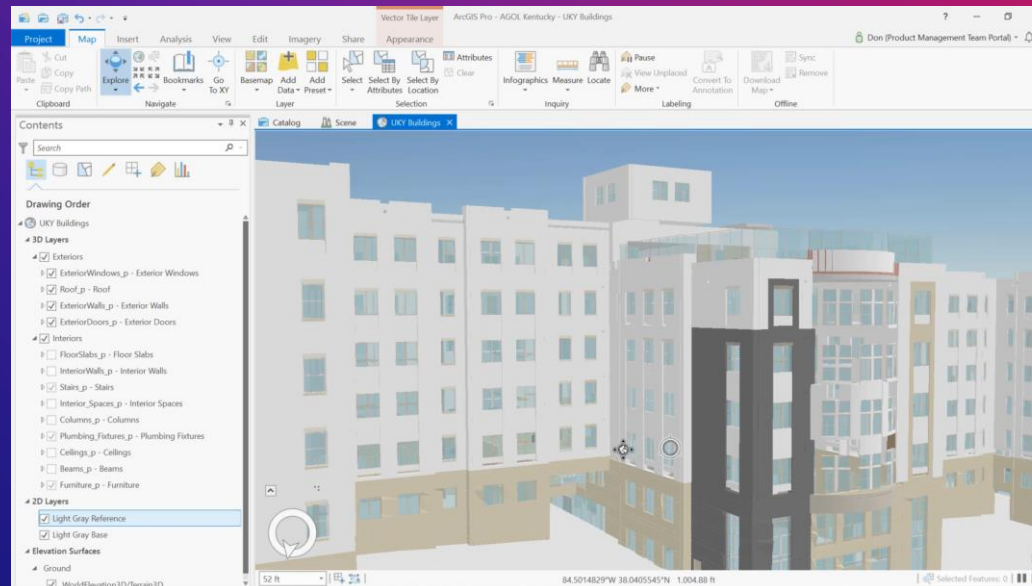 Vector Tile Layer
ArcGIS Pro - AGOL Kentucky - UKY Buildings
?
Project Map Insert Analysis View Edit Imagery Share Appearance
Don (Product Management Team Portal)
Paste
Cut
Copy
Copy Path
Clipboard
Explore
Bookmarks
Go To XY
Navigate
Basemap
Add Data
Add Preset
Layer
Select
Select By Attributes
Select By Location
Attributes
Clear
Selection
Infographics
Measure
Locate
Inquiry
Pause
View Unplaced
More
Convert To Annotation
Labeling
Download Map
Sync
Remove
Offline
Contents
Search
Drawing Order
UKY Buildings
3D Layers
Exteriors
ExteriorWindows_p - Exterior Windows
Roof_p - Roof
ExteriorWalls_p - Exterior Walls
ExteriorDoors_p - Exterior Doors
Interiors
FloorSlabs_p - Floor Slabs
InteriorWalls_p - Interior Walls
Stairs_p - Stairs
Interior_Spaces_p - Interior Spaces
Columns_p - Columns
Plumbing_Fixtures_p - Plumbing Fixtures
Ceilings_p - Ceilings
Beams_p - Beams
Furniture_p - Furniture
2D Layers
Light Gray Reference
Light Gray Base
Elevation Surfaces
Ground
WorldElevation3D/Terrain3D
Catalog
Scene
UKY Buildings
52 ft
84.5014829°W 38.0405545°N 1,004.88 ft
Selected Features: 0